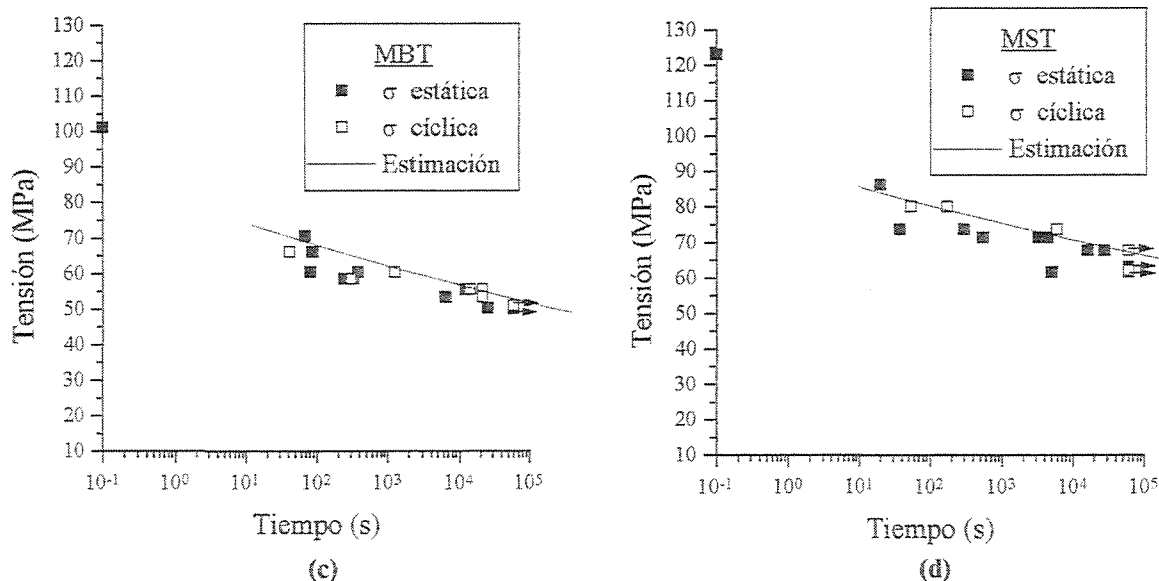 130
120
110
100
90
80
70
60
50
40
30
20
10
Tensión (MPa)
MBT
σ estática
σ cíclica
Estimación
10⁻¹
10⁰
10¹
10²
10³
10⁴
10⁵
Tiempo (s)
(c)
130
120
110
100
90
80
70
60
50
40
30
20
10
Tensión (MPa)
MST
σ estática
σ cíclica
Estimación
10⁻¹
10⁰
10¹
10²
10³
10⁴
10⁵
Tiempo (s)
(d)